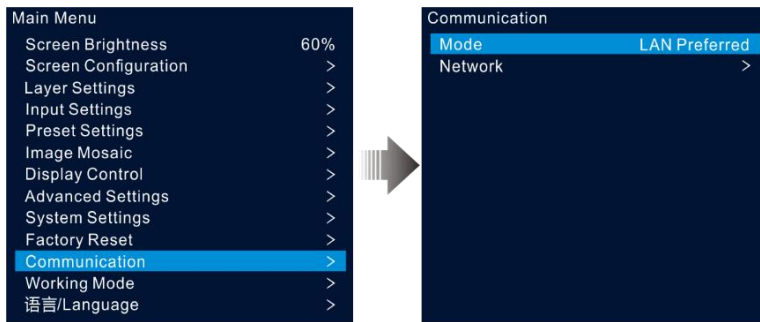 Main Menu
Screen Brightness 60%
Screen Configuration >
Layer Settings >
Input Settings >
Preset Settings >
Image Mosaic >
Display Control >
Advanced Settings >
System Settings >
Factory Reset >
Communication >
Working Mode >
语言/Language >
Communication
Mode LAN Preferred
Network >